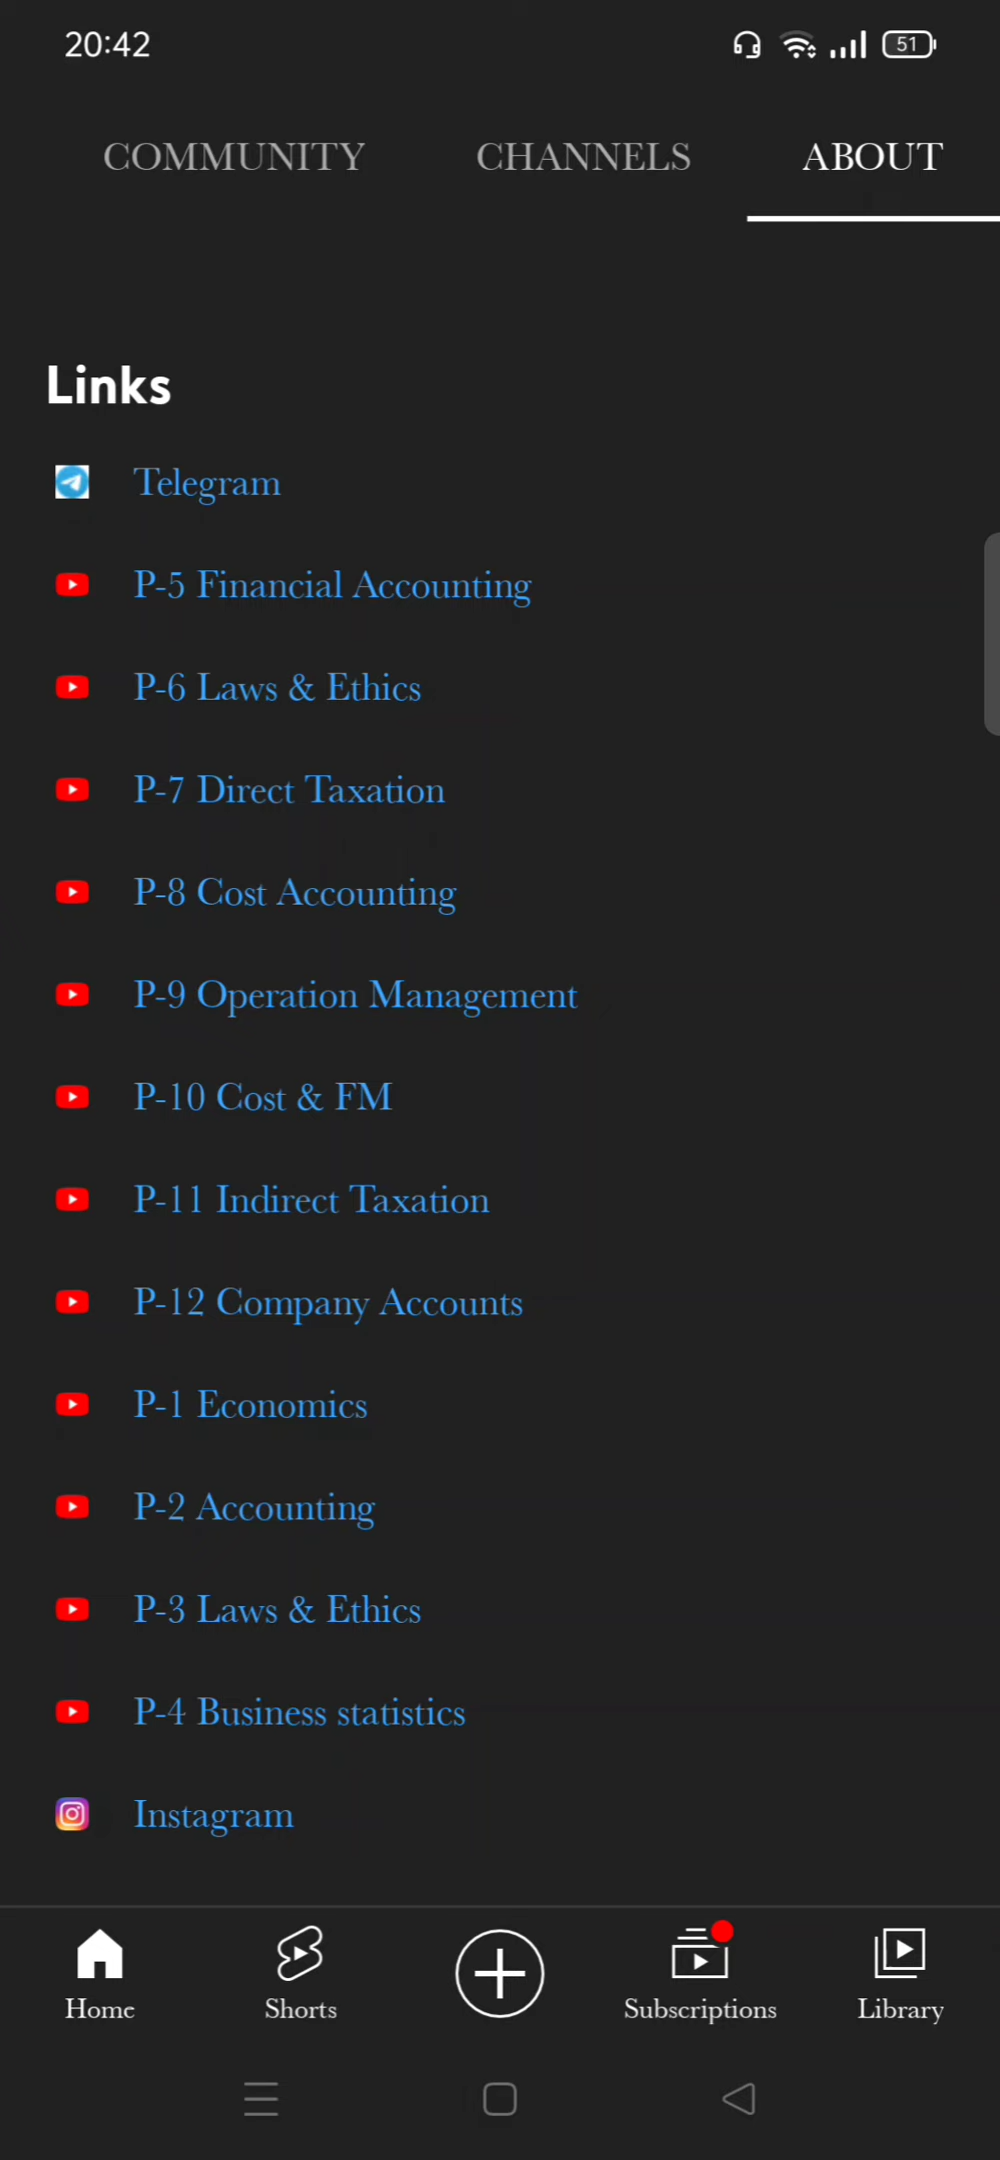 20:42
51
COMMUNITY CHANNELS ABOUT
Links
Telegram
P-5 Financial Accounting
P-6 Laws & Ethics
P-7 Direct Taxation
P-8 Cost Accounting
P-9 Operation Management
P-10 Cost & FM
P-11 Indirect Taxation
P-12 Company Accounts
P-1 Economics
P-2 Accounting
P-3 Laws & Ethics
P-4 Business statistics
Instagram
Home Shorts Subscriptions Library